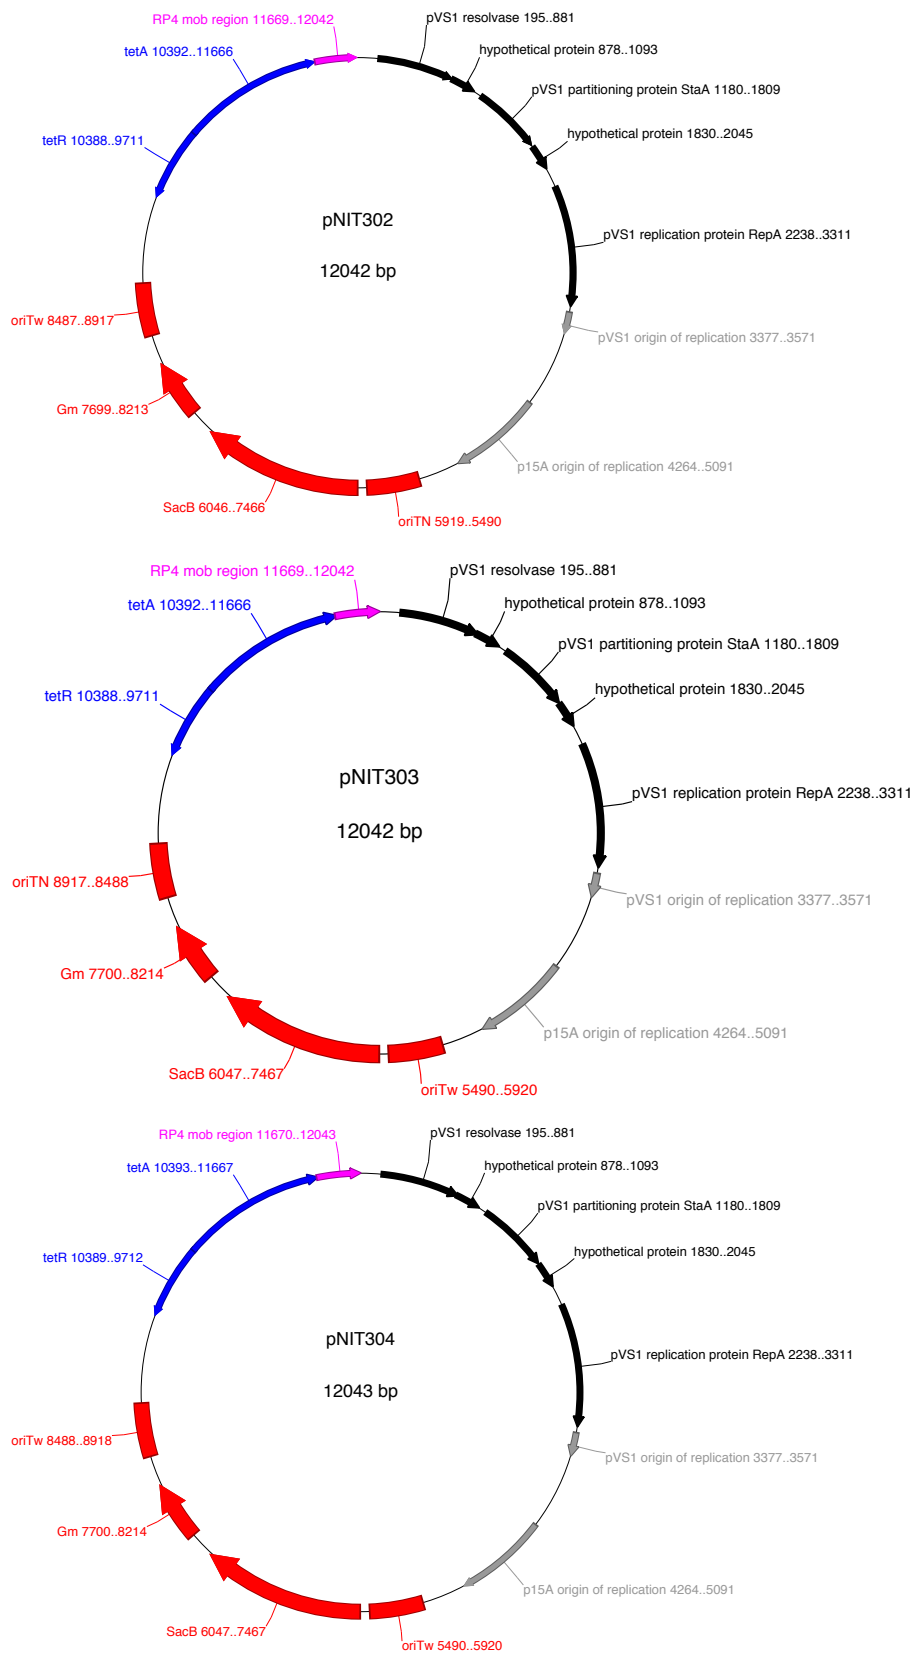 RP4 mob region 11669..12042
pVS1 resolvase 195..881
tetA 10392..11666
hypothetical protein 878..1093
pVS1 partitioning protein StaA 1180..1809
tetR 10388..9711
hypothetical protein 1830..2045
pNIT302
pVS1 replication protein RepA 2238..3311
12042 bp
oriTw 8487..8917
pVS1 origin of replication 3377..3571
Gm 7699..8213
p15A origin of replication 4264..5091
SacB 6046..7466
oriTN 5919..5490
RP4 mob region 11669..12042
pVS1 resolvase 195..881
tetA 10392..11666
hypothetical protein 878..1093
pVS1 partitioning protein StaA 1180..1809
tetR 10388..9711
hypothetical protein 1830..2045
pNIT303
pVS1 replication protein RepA 2238..3311
12042 bp
oriTN 8917..8488
pVS1 origin of replication 3377..3571
Gm 7700..8214
p15A origin of replication 4264..5091
SacB 6047..7467
oriTw 5490..5920
RP4 mob region 11670..12043
pVS1 resolvase 195..881
tetA 10393..11667
hypothetical protein 878..1093
pVS1 partitioning protein StaA 1180..1809
tetR 10389..9712
hypothetical protein 1830..2045
pNIT304
pVS1 replication protein RepA 2238..3311
12043 bp
oriTw 8488..8918
pVS1 origin of replication 3377..3571
Gm 7700..8214
p15A origin of replication 4264..5091
SacB 6047..7467
oriTw 5490..5920